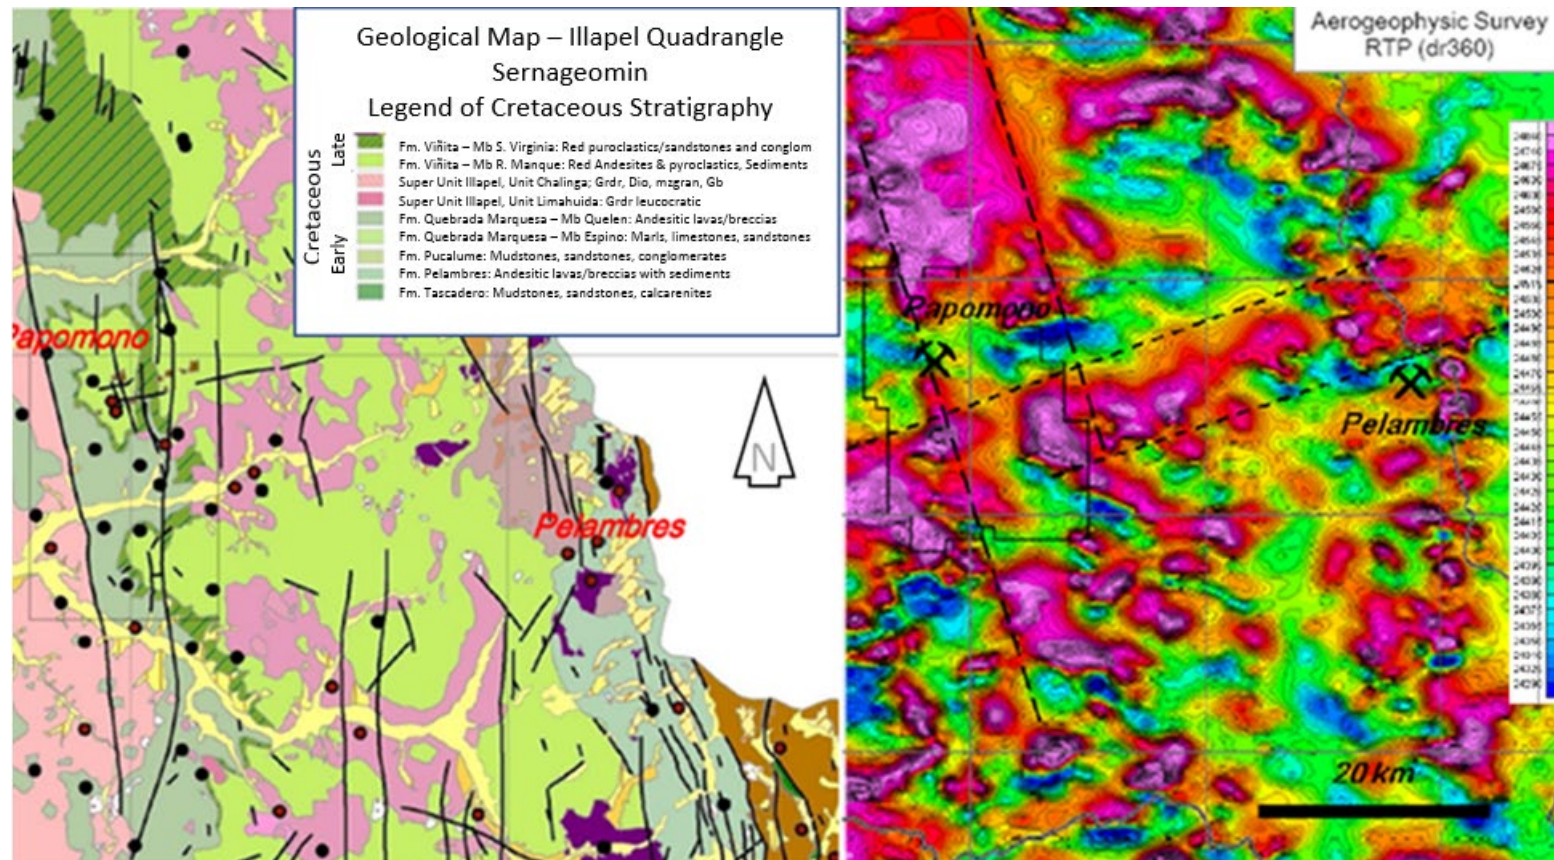 Geological Map – Illapel Quadrangle
Sernageomin
Legend of Cretaceous Stratigraphy
Cretaceous
Late
Early
Fm. Viñita – Mb S. Virginia: Red puroclastics/sandstones and conglom
Fm. Viñita – Mb R. Manque: Red Andesites & pyroclastics, Sediments
Super Unit Illapel, Unit Chalinga; Grdr, Dio, mzgran, Gb
Super Unit Illapel, Unit Limahuida: Grdr leucocratic
Fm. Quebrada Marquesa – Mb Quelen: Andesitic lavas/breccias
Fm. Quebrada Marquesa – Mb Espino: Marls, limestones, sandstones
Fm. Pucalume: Mudstones, sandstones, conglomerates
Fm. Pelambres: Andesitic lavas/breccias with sediments
Fm. Tascadero: Mudstones, sandstones, calcarenites
Papomono
N
Pelambres
Aerogeophysic Survey
RTP (dr360)
Papomono
Pelambres
20 km